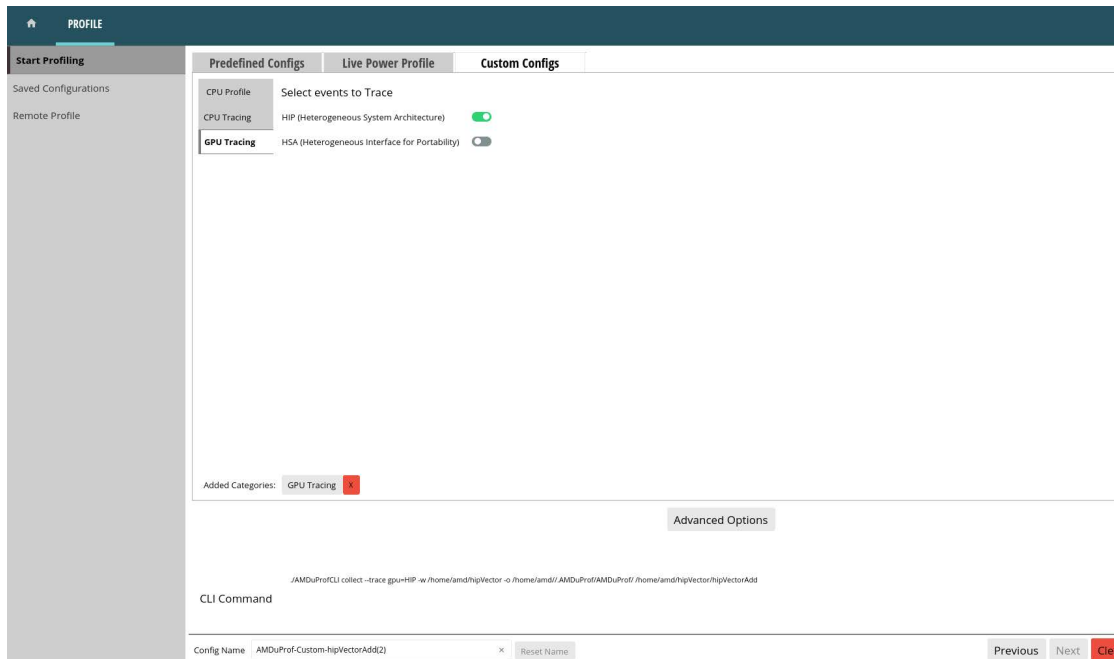 PROFILE
Start Profiling
Saved Configurations
Remote Profile
Predefined Configs Live Power Profile Custom Configs
CPU Profile Select events to Trace
CPU Tracing HIP (Heterogeneous System Architecture)
GPU Tracing HSA (Heterogeneous Interface for Portability)
Added Categories: GPU Tracing X
Advanced Options
./AMDuProfCLI collect --trace gpu=HIP -w /home/amd/hipVector -o /home/amd//.AMDuProf/AMDuProf/ /home/amd/hipVector/hipVectorAdd
CLI Command
Config Name AMDuProf-Custom-hipVectorAdd(2) × Reset Name Previous Next Cle